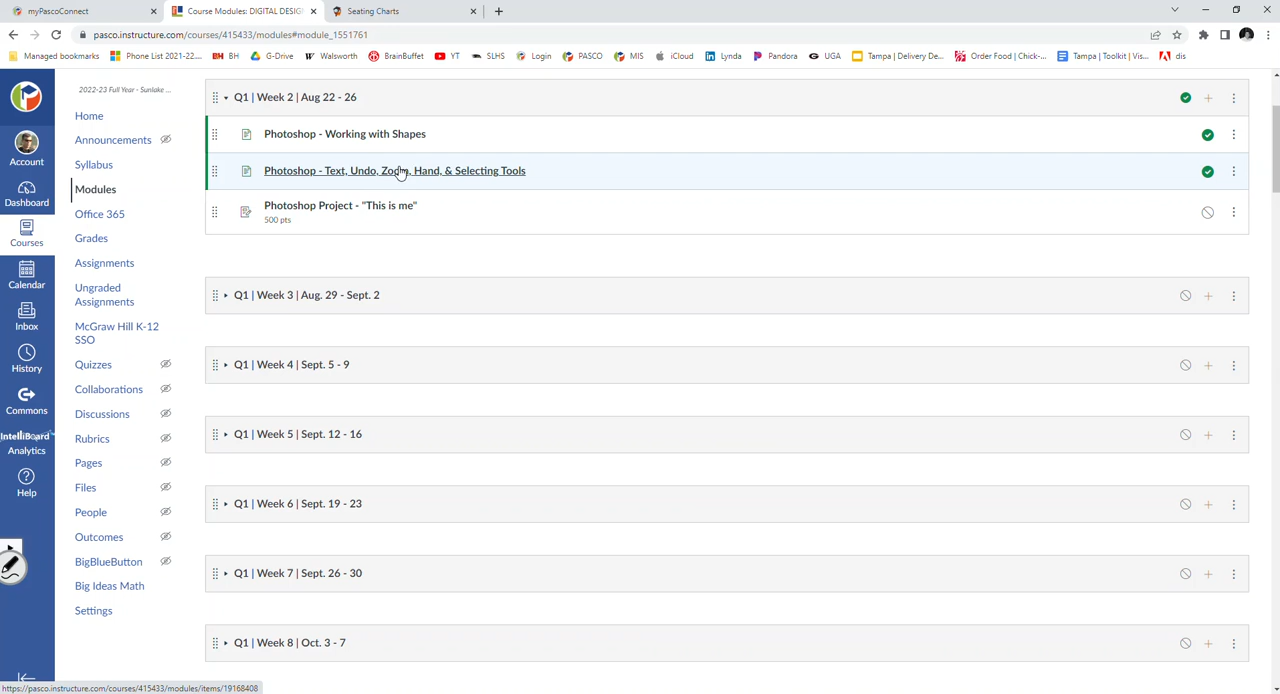 myPascoConnect
Course Modules: DIGITAL DESIG
Seating Charts
pasco.instructure.com/courses/415433/modules#module_1551761
Managed bookmarks
Phone List 2021-22...
BH
G-Drive
Walsworth
BrainBuffet
YT
SLHS
Login
PASCO
MIS
iCloud
Lynda
Pandora
UGA
Tampa | Delivery De...
Order Food | Chick-...
Tampa | Toolkit | Vis...
dis
2022-23 Full Year - Sunlake ...
Home
Announcements
Syllabus
Modules
Office 365
Grades
Assignments
Ungraded
Assignments
McGraw Hill K-12
SSO
Quizzes
Collaborations
Discussions
Rubrics
Pages
Files
People
Outcomes
BigBlueButton
Big Ideas Math
Settings
Account
Dashboard
Courses
Calendar
Inbox
History
Commons
IntelliBoard
Analytics
Help
Q1 | Week 2 | Aug 22 - 26
Photoshop - Working with Shapes
Photoshop - Text, Undo, Zoom, Hand, & Selecting Tools
Photoshop Project - "This is me"
500 pts
Q1 | Week 3 | Aug. 29 - Sept. 2
Q1 | Week 4 | Sept. 5 - 9
Q1 | Week 5 | Sept. 12 - 16
Q1 | Week 6 | Sept. 19 - 23
Q1 | Week 7 | Sept. 26 - 30
Q1 | Week 8 | Oct. 3 - 7
https://pasco.instructure.com/courses/415433/modules/items/19168408